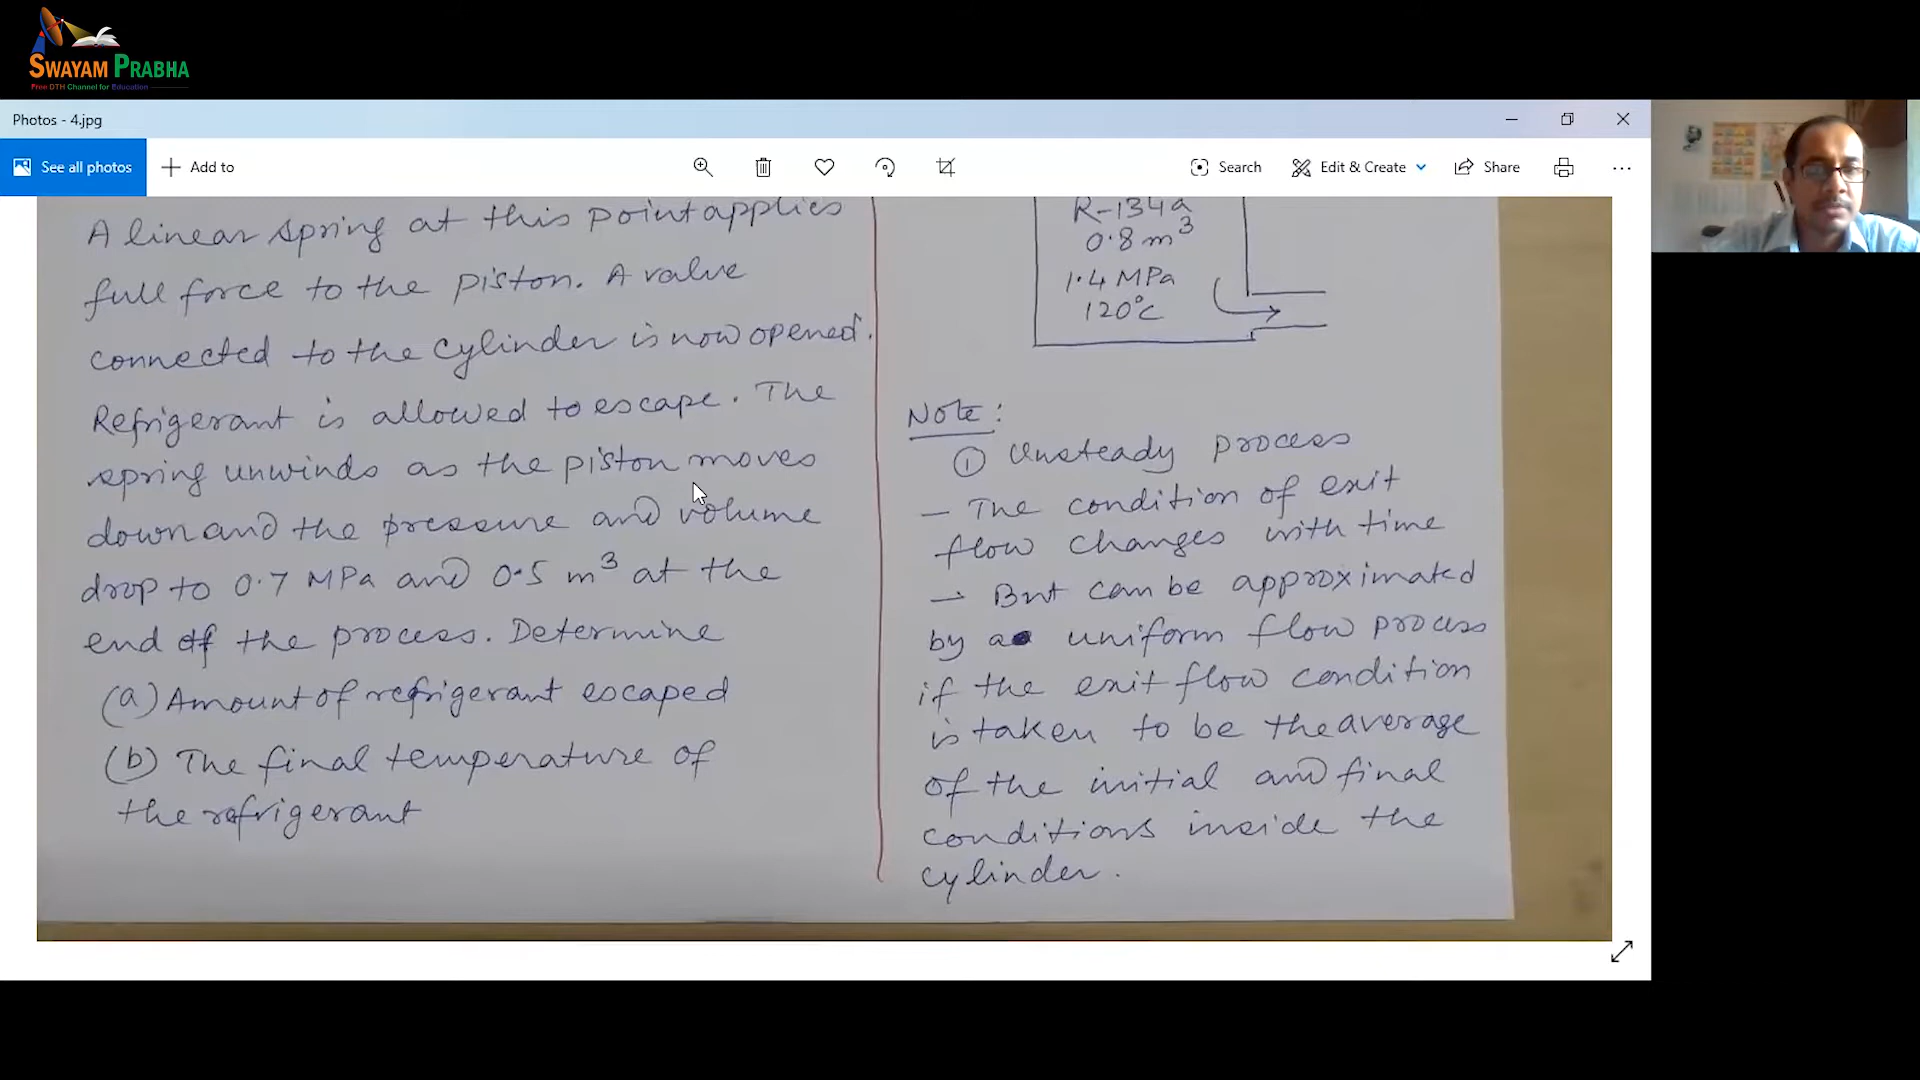 SWAYAM PRABHA
Free DTH Channel for Education
Photos - 4.jpg
See all photos
Add to
Search
Edit & Create
Share
A linear spring at this point applies
full force to the piston. A value
connected to the cylinder is now opened.
Refrigerant is allowed to escape. The
spring unwinds as the piston moves
down and the pressure and volume
drop to 0.7 MPa and 0.5 m³ at the
end of the process. Determine
(a) Amount of refrigerant escaped
(b) The final temperature of
the refrigerant
R-134a
0.8 m³
1.4 MPa
120°C
Note:
① Unsteady process
- The condition of exit
flow changes with time
- But can be approximated
by a uniform flow process
if the exit flow condition
is taken to be the average
of the initial and final
conditions inside the
cylinder.